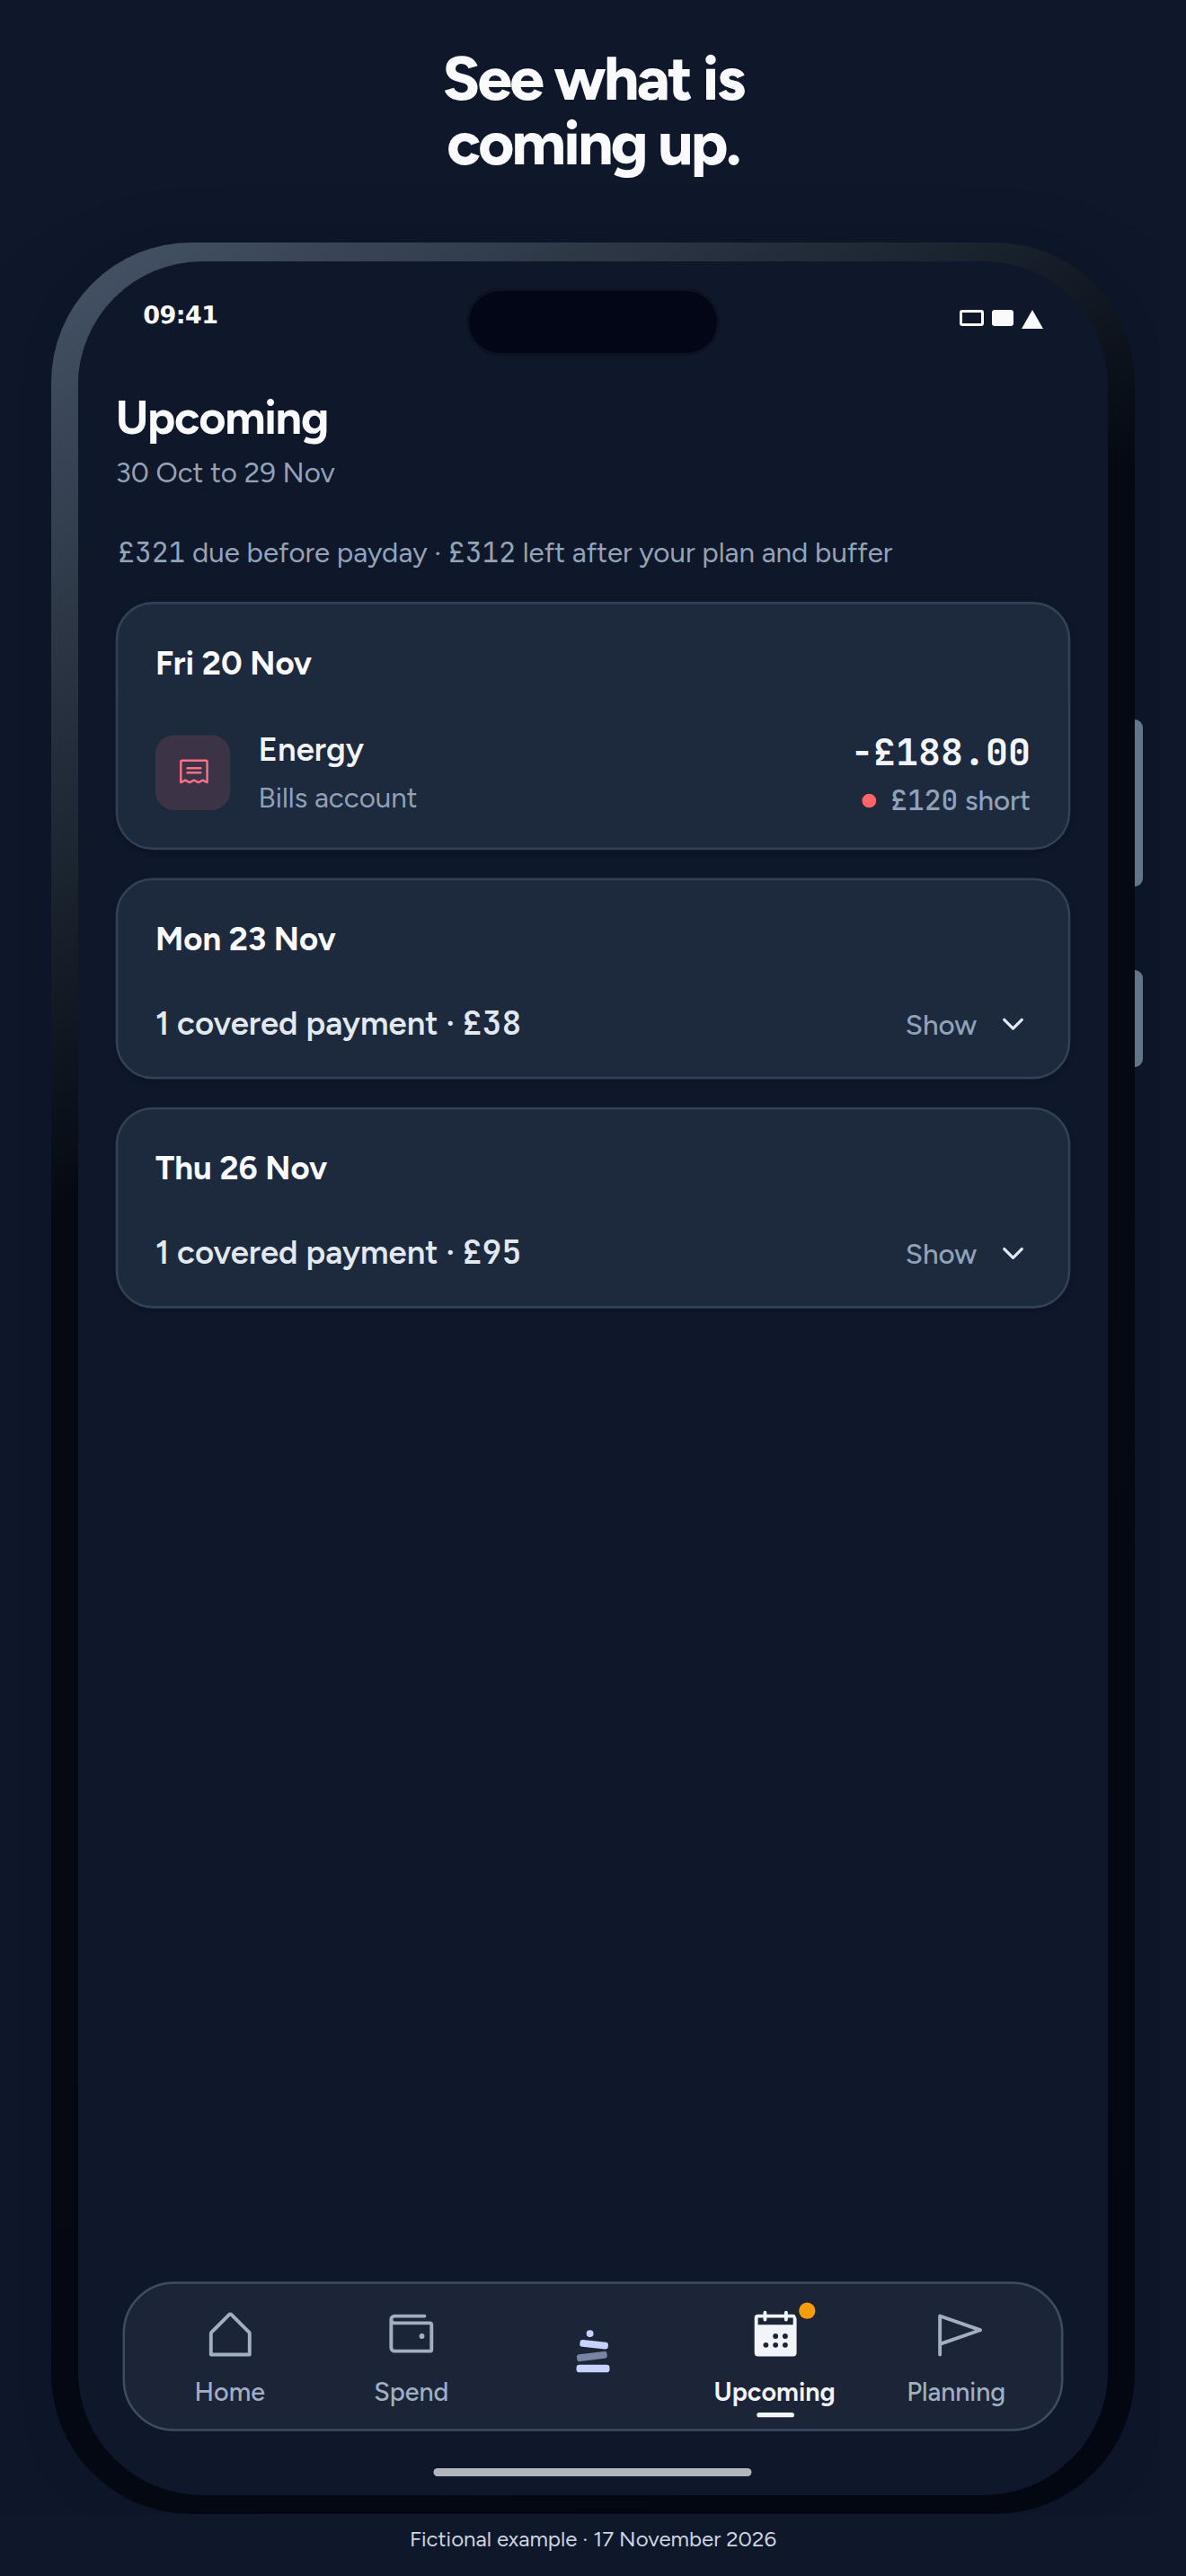 See what is
coming up.
09:41
Upcoming
30 Oct to 29 Nov
£321 due before payday · £312 left after your plan and buffer
Fri 20 Nov
Energy
-£188.00
Bills account
£120 short
Mon 23 Nov
1 covered payment · £38
Show
Thu 26 Nov
1 covered payment · £95
Show
Home
Spend
Upcoming
Planning
Fictional example · 17 November 2026